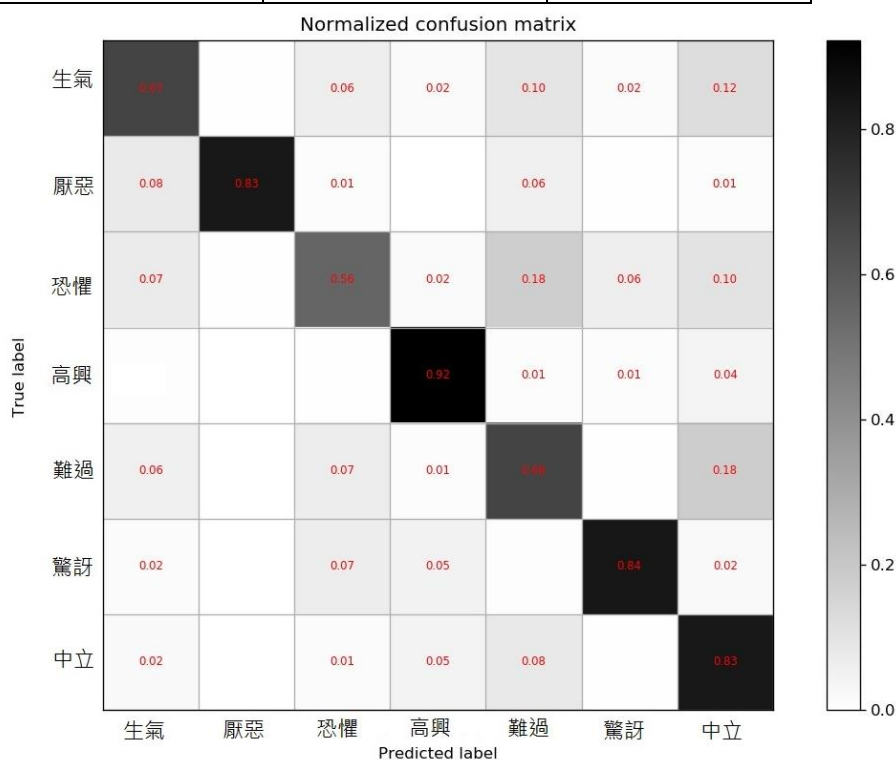 Normalized confusion matrix
生氣 0.06 0.02 0.10 0.02 0.12
厭惡 0.08 0.83 0.01 0.06 0.01
恐懼 0.07 0.56 0.02 0.18 0.06 0.10
高興 0.92 0.01 0.01 0.04
難過 0.06 0.07 0.01 0.68 0.18
驚訝 0.02 0.07 0.05 0.84 0.02
中立 0.02 0.01 0.05 0.08 0.83
生氣 厭惡 恐懼 高興 難過 驚訝 中立
Predicted label
True label
0.8
0.6
0.4
0.2
0.0